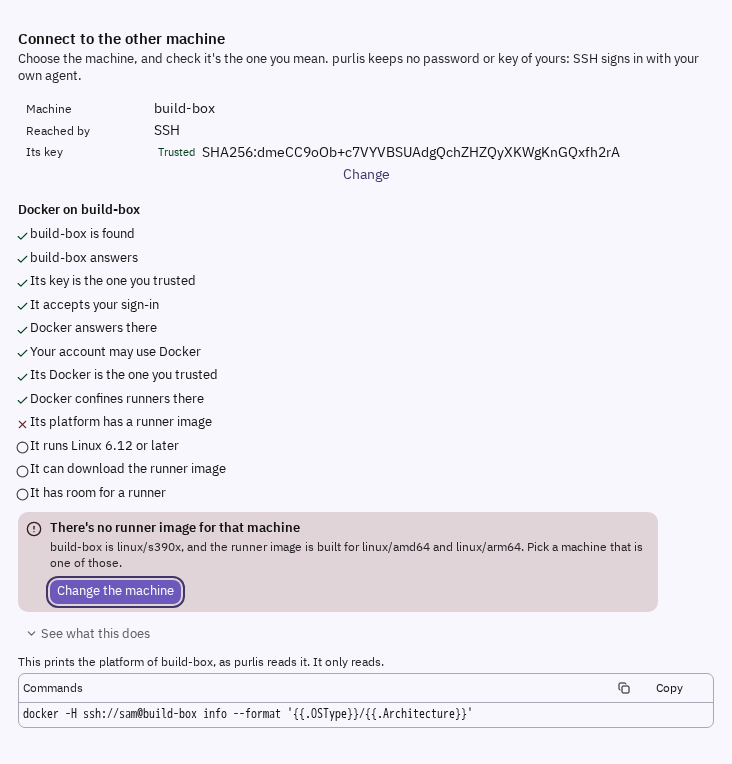 Connect to the other machine
Choose the machine, and check it's the one you mean. purlis keeps no password or key of yours: SSH signs in with your
own agent.
Machine build-box
Reached by SSH
Its key Trusted SHA256:dmeCC9oOb+c7VYVBSUAdgQchZHZQyXKWgKnGQxfh2rA
Change
Docker on build-box
build-box is found
build-box answers
Its key is the one you trusted
It accepts your sign-in
Docker answers there
Your account may use Docker
Its Docker is the one you trusted
Docker confines runners there
Its platform has a runner image
It runs Linux 6.12 or later
It can download the runner image
It has room for a runner
There's no runner image for that machine
build-box is linux/s390x, and the runner image is built for linux/amd64 and linux/arm64. Pick a machine that is
one of those.
Change the machine
See what this does
This prints the platform of build-box, as purlis reads it. It only reads.
Commands Copy
docker -H ssh://sam@build-box info --format '{{.OSType}}/{{.Architecture}}'